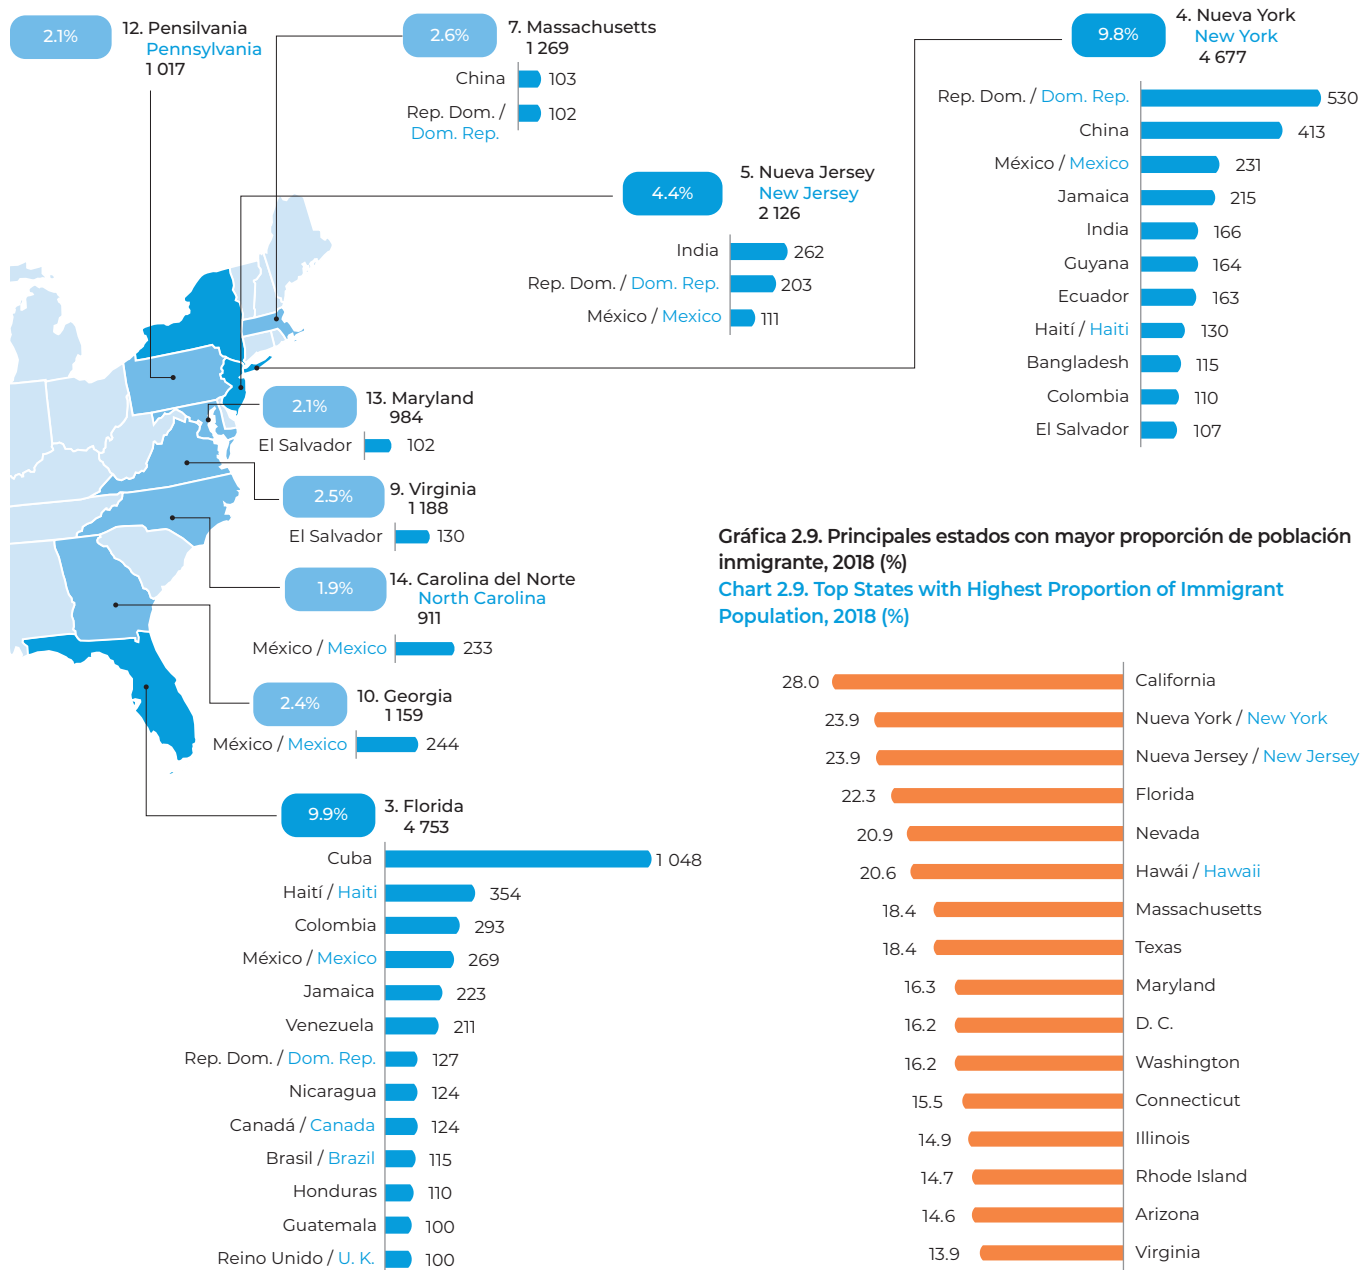 2.1%
12. Pensilvania
Pennsylvania
1 017
2.6%
7. Massachusetts
1 269
China 103
Rep. Dom. /
Dom. Rep.
102
9.8%
4. Nueva York
New York
4 677
Rep. Dom. / Dom. Rep. 530
China 413
México / Mexico 231
Jamaica 215
India 166
Guyana 164
Ecuador 163
Haití / Haiti 130
Bangladesh 115
Colombia 110
El Salvador 107
4.4%
5. Nueva Jersey
New Jersey
2 126
India 262
Rep. Dom. / Dom. Rep. 203
México / Mexico 111
2.1%
13. Maryland
984
El Salvador 102
2.5%
9. Virginia
1 188
El Salvador 130
1.9%
14. Carolina del Norte
North Carolina
911
México / Mexico 233
2.4%
10. Georgia
1 159
México / Mexico 244
9.9%
3. Florida
4 753
Cuba 1 048
Haití / Haiti 354
Colombia 293
México / Mexico 269
Jamaica 223
Venezuela 211
Rep. Dom. / Dom. Rep. 127
Nicaragua 124
Canadá / Canada 124
Brasil / Brazil 115
Honduras 110
Guatemala 100
Reino Unido / U. K. 100
Gráfica 2.9. Principales estados con mayor proporción de población
inmigrante, 2018 (%)
Chart 2.9. Top States with Highest Proportion of Immigrant
Population, 2018 (%)
28.0 California
23.9 Nueva York / New York
23.9 Nueva Jersey / New Jersey
22.3 Florida
20.9 Nevada
20.6 Hawái / Hawaii
18.4 Massachusetts
18.4 Texas
16.3 Maryland
16.2 D. C.
16.2 Washington
15.5 Connecticut
14.9 Illinois
14.7 Rhode Island
14.6 Arizona
13.9 Virginia